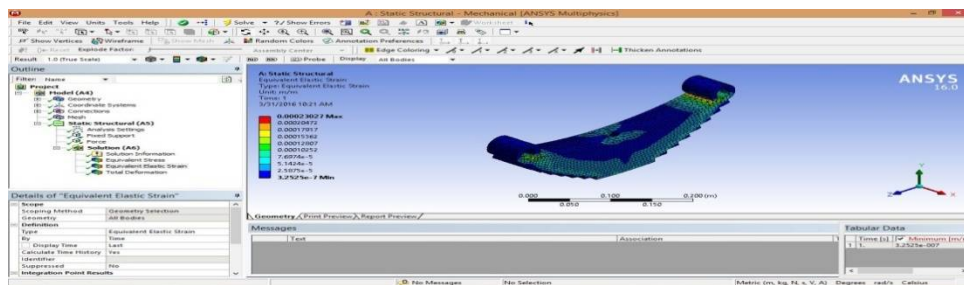 A : Static Structural - Mechanical [ANSYS Multiphysics]
File Edit View Units Tools Help Solve ?/Show Errors Worksheet
Show Vertices Wireframe Show Mesh Random Colors Annotation Preferences
Reset Explode Factor: Assembly Center Edge Coloring Thicken Annotations
Result 1.0 (True Scale) Probe Display All Bodies
Outline
Filter: Name
Project
Model (A4)
Geometry
Coordinate Systems
Connections
Mesh
Static Structural (A5)
Analysis Settings
Fixed Support
Force
Solution (A6)
Solution Information
Equivalent Stress
Equivalent Elastic Strain
Total Deformation
Details of "Equivalent Elastic Strain"
Scope
Scoping Method Geometry Selection
Geometry All Bodies
Definition
Type Equivalent Elastic Strain
By Time
Display Time Last
Calculate Time History Yes
Identifier
Suppressed No
Integration Point Results
A: Static Structural
Equivalent Elastic Strain
Type: Equivalent Elastic Strain
Unit: m/m
Time: 1
3/31/2016 10:21 AM
0.00023027 Max
0.00020472
0.00017917
0.00015362
0.00012807
0.00010252
7.6974e-5
5.1424e-5
2.5875e-5
3.2525e-7 Min
ANSYS
16.0
0.000 0.100 0.200 (m)
0.050 0.150
Geometry Print Preview Report Preview
Messages
Text Association
Tabular Data
Time [s] Minimum [m/m
1 1. 3.2525e-007
No Messages No Selection Metric (m, kg, N, s, V, A) Degrees rad/s Celsius